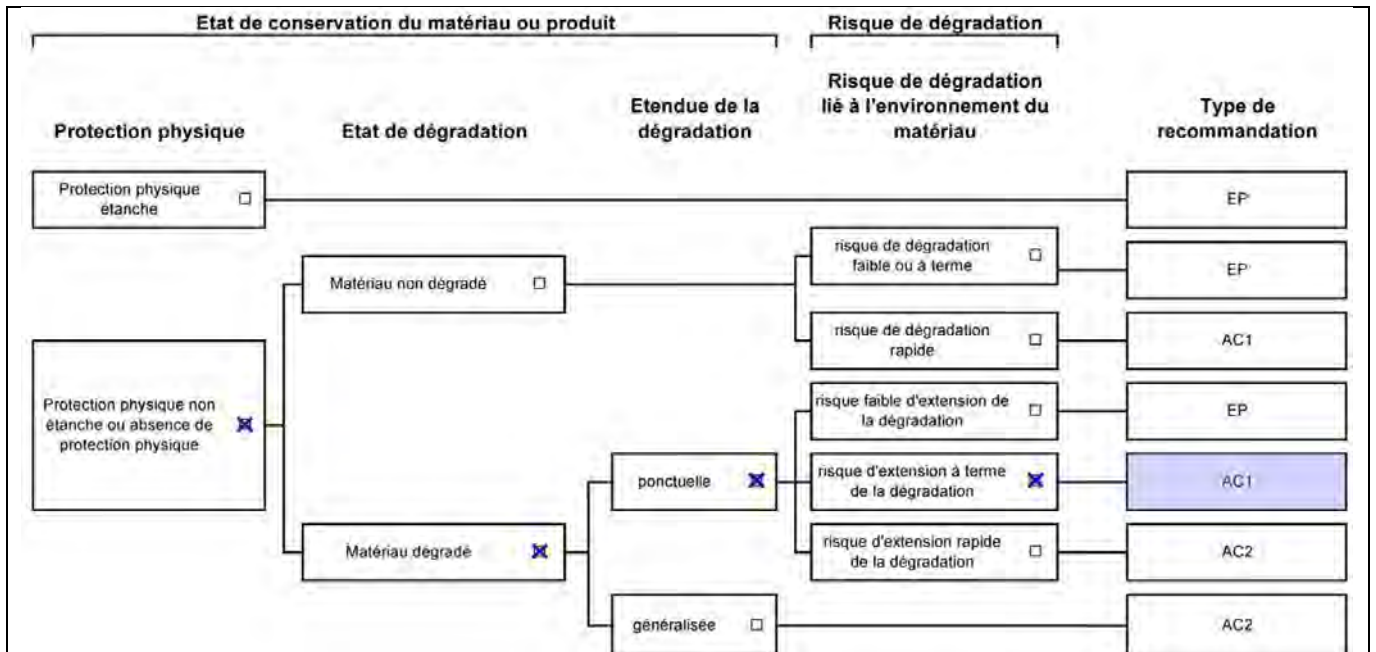 Etat de conservation du matériau ou produit
Risque de dégradation
Protection physique
Etat de dégradation
Etendue de la
dégradation
Risque de dégradation
lié à l'environnement du
matériau
Type de
recommandation
Protection physique
étanche
EP
Matériau non dégradé
risque de dégradation
faible ou à terme
EP
risque de dégradation
rapide
AC1
Protection physique non
étanche ou absence de
protection physique
Matériau dégradé
ponctuelle
risque faible d'extension de
la dégradation
EP
risque d'extension à terme
de la dégradation
AC1
risque d'extension rapide
de la dégradation
AC2
généralisée
AC2